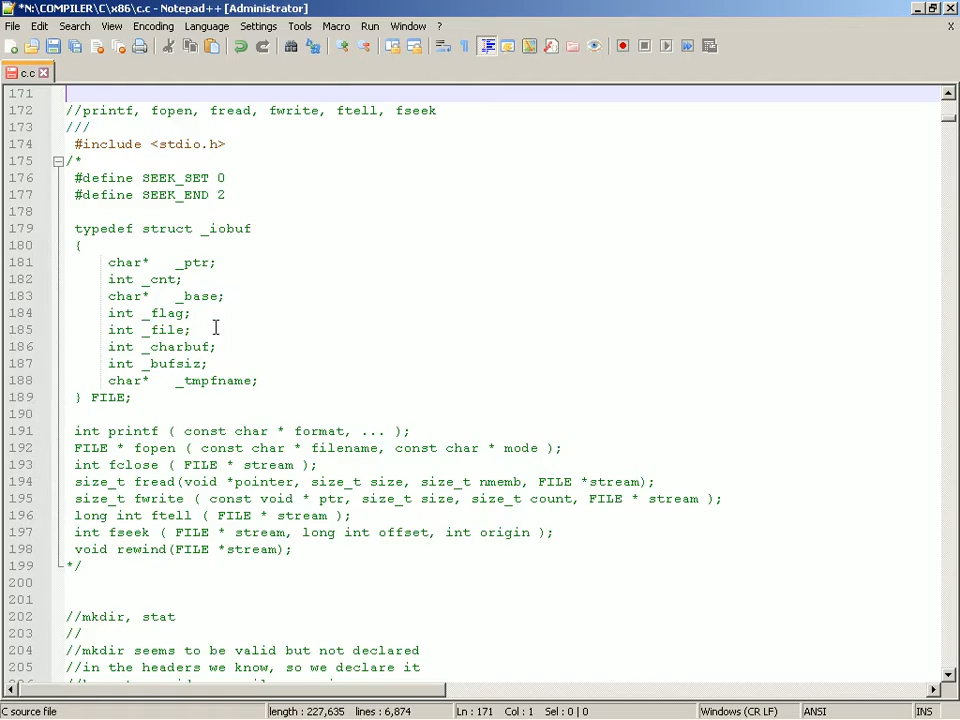 *N:\COMPILER\C\x86\c.c - Notepad++ [Administrator]
File Edit Search View Encoding Language Settings Tools Macro Run Window ? X
c.c
171
172 //printf, fopen, fread, fwrite, ftell, fseek
173 ///
174 #include <stdio.h>
175 /*
176 #define SEEK_SET 0
177 #define SEEK_END 2
178
179 typedef struct _iobuf
180 {
181 char* _ptr;
182 int _cnt;
183 char* _base;
184 int _flag;
185 int _file;
186 int _charbuf;
187 int _bufsiz;
188 char* _tmpfname;
189 } FILE;
190
191 int printf ( const char * format, ... );
192 FILE * fopen ( const char * filename, const char * mode );
193 int fclose ( FILE * stream );
194 size_t fread(void *pointer, size_t size, size_t nmemb, FILE *stream);
195 size_t fwrite ( const void * ptr, size_t size, size_t count, FILE * stream );
196 long int ftell ( FILE * stream );
197 int fseek ( FILE * stream, long int offset, int origin );
198 void rewind(FILE *stream);
199 */
200
201
202 //mkdir, stat
203 //
204 //mkdir seems to be valid but not declared
205 //in the headers we know, so we declare it
C source file length : 227,635 lines : 6,874 Ln : 171 Col : 1 Sel : 0 | 0 Windows (CR LF) ANSI INS